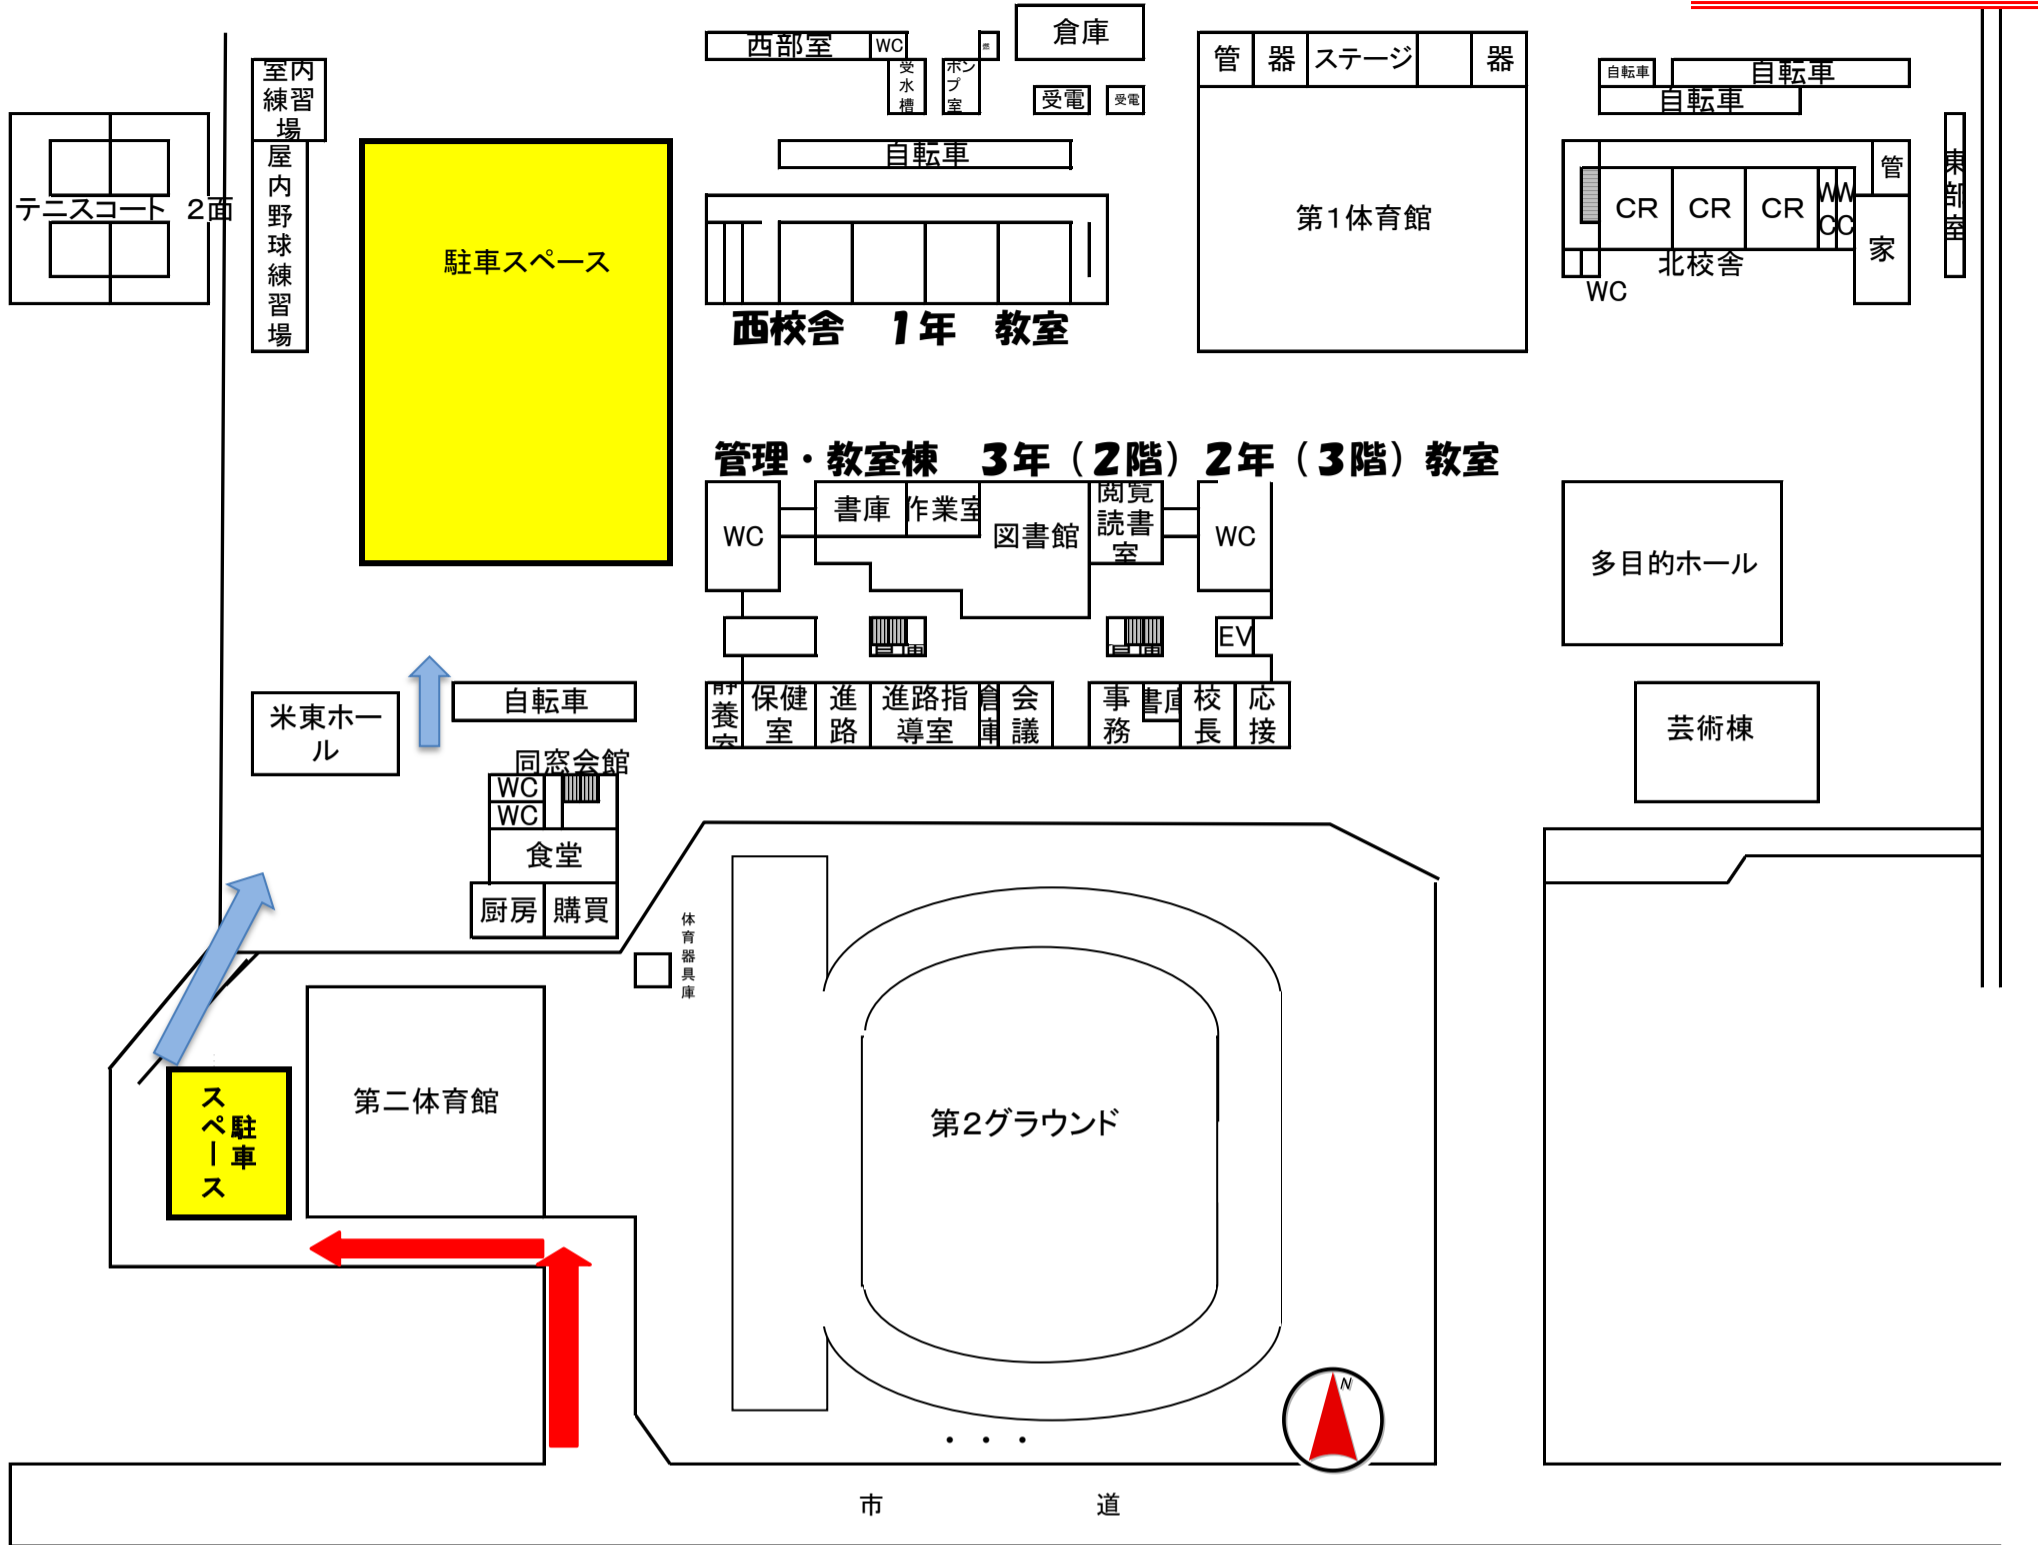 西部室
WC
倉庫
管
器
ステージ
器
室内
練習
場
受
水
槽
ポン
プ
室
受電
受電
自転車
自転車
自転車
テニスコート　２面
屋
内
野
球
練
習
場
自転車
駐車スペース
第１体育館
CR
CR
CR
WC
WC
管
家
東
部
室
北校舎
WC
西校舎　１年　教室
管理・教室棟　３年（２階）２年（３階）教室
WC
書庫
作業室
図書館
閲覧
読書
室
WC
多目的ホール
EV
米東ホー
ル
自転車
静
養
室
保健
室
進
路
進路指
導室
倉
庫
会
議
事
務
書庫
校
長
応
接
芸術棟
同窓会館
WC
WC
食堂
厨房
購買
体
育
器
具
庫
駐車
スペース
第二体育館
第２グラウンド
N
・・・
市　道